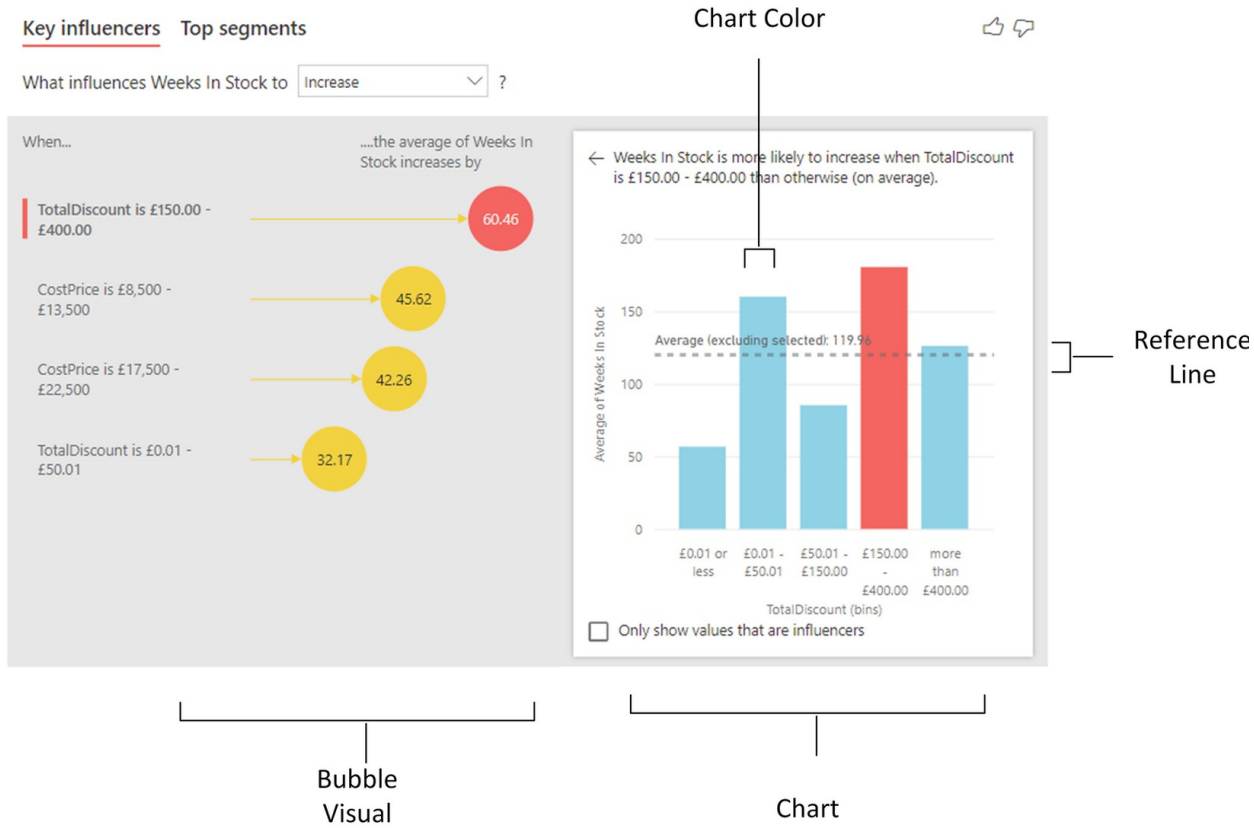 Chart Color
Key influencers Top segments
What influences Weeks In Stock to Increase ?
When...
....the average of Weeks In
Stock increases by
TotalDiscount is £150.00 -
£400.00
60.46
CostPrice is £8,500 -
£13,500
45.62
CostPrice is £17,500 -
£22,500
42.26
TotalDiscount is £0.01 -
£50.01
32.17
← Weeks In Stock is more likely to increase when TotalDiscount
is £150.00 - £400.00 than otherwise (on average).
200
150
100
50
0
Average of Weeks In Stock
Average (excluding selected): 119.96
£0.01 or
less
£0.01 -
£50.01
£50.01 -
£150.00
£150.00
-
£400.00
more
than
£400.00
TotalDiscount (bins)
Only show values that are influencers
Reference
Line
Bubble
Visual
Chart